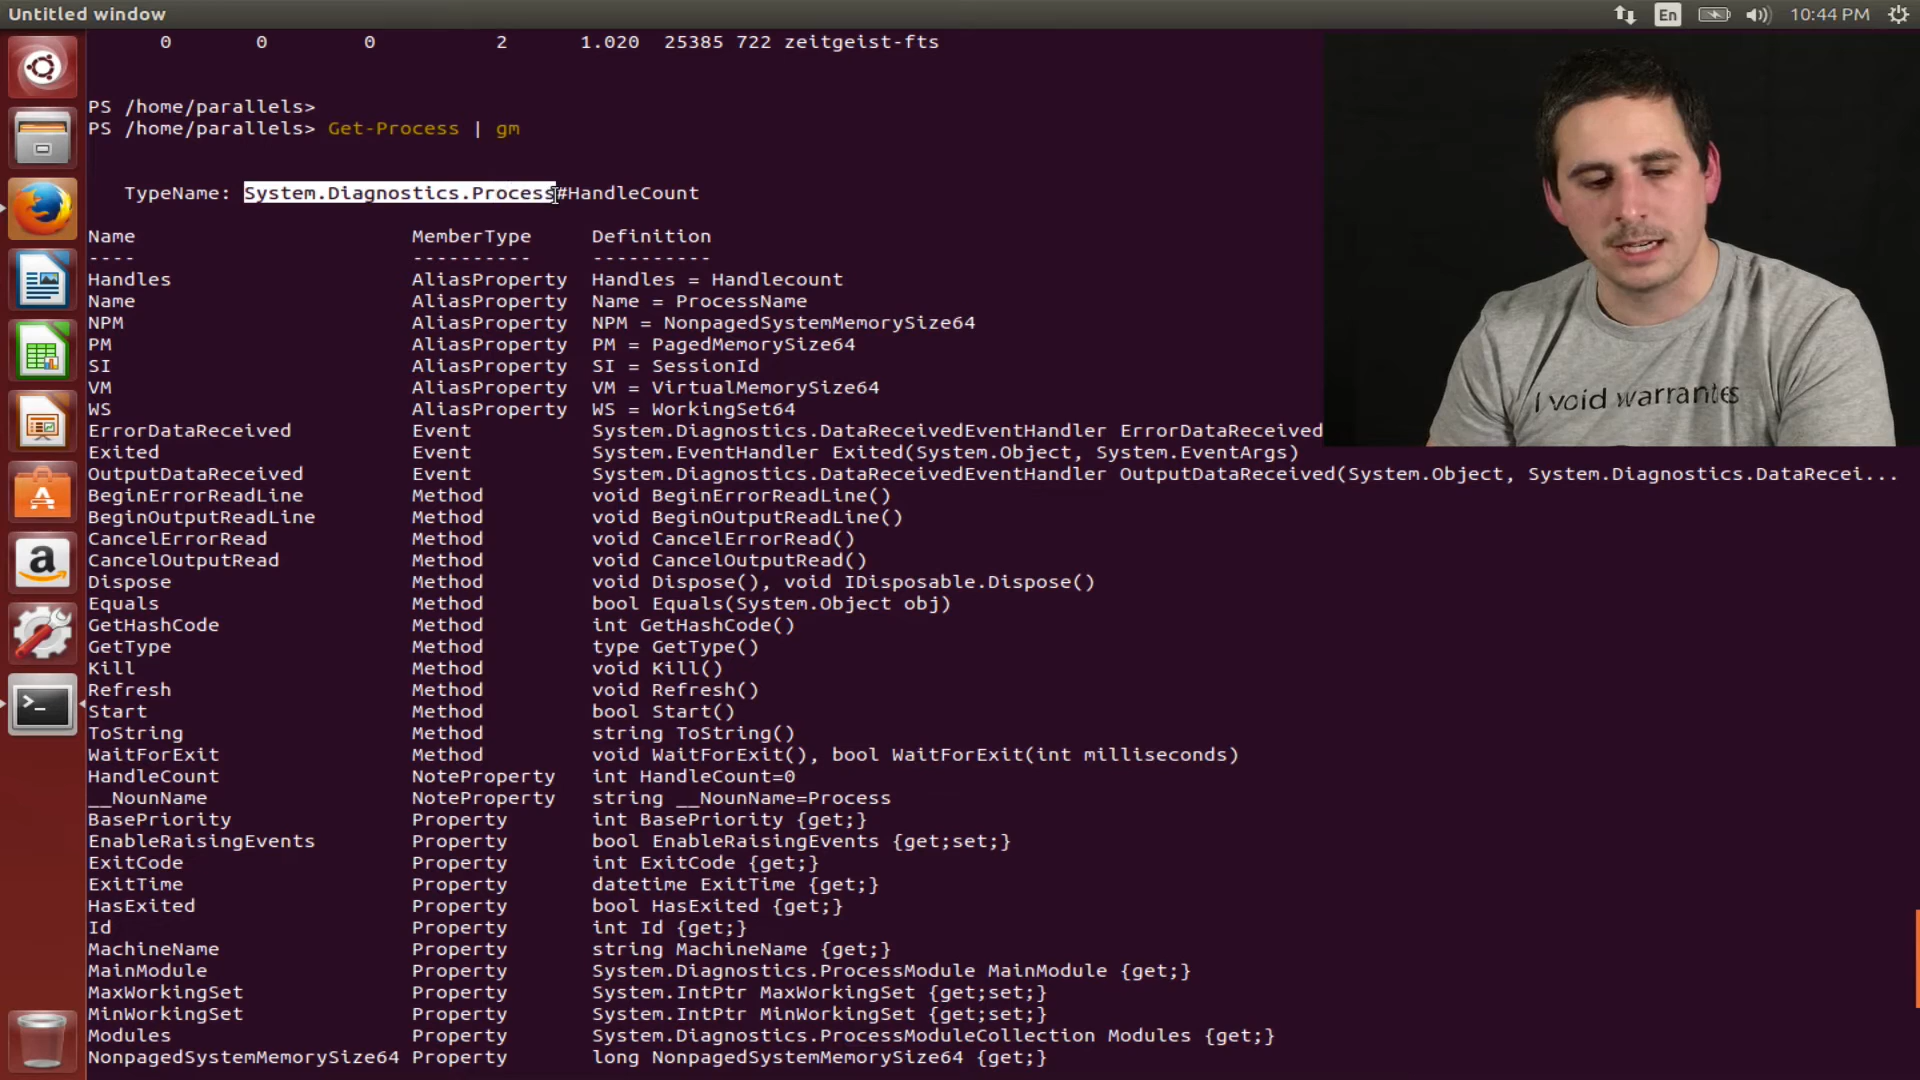 Untitled window
En
10:44 PM
0 0 0 2 1.020 25385 722 zeitgeist-fts
PS /home/parallels>
PS /home/parallels> Get-Process | gm
TypeName: System.Diagnostics.Process#HandleCount
Name MemberType Definition
---- ---------- ----------
Handles AliasProperty Handles = Handlecount
Name AliasProperty Name = ProcessName
NPM AliasProperty NPM = NonpagedSystemMemorySize64
PM AliasProperty PM = PagedMemorySize64
SI AliasProperty SI = SessionId
VM AliasProperty VM = VirtualMemorySize64
WS AliasProperty WS = WorkingSet64
ErrorDataReceived Event System.Diagnostics.DataReceivedEventHandler ErrorDataReceived
Exited Event System.EventHandler Exited(System.Object, System.EventArgs)
OutputDataReceived Event System.Diagnostics.DataReceivedEventHandler OutputDataReceived(System.Object, System.Diagnostics.DataRecei...
BeginErrorReadLine Method void BeginErrorReadLine()
BeginOutputReadLine Method void BeginOutputReadLine()
CancelErrorRead Method void CancelErrorRead()
CancelOutputRead Method void CancelOutputRead()
Dispose Method void Dispose(), void IDisposable.Dispose()
Equals Method bool Equals(System.Object obj)
GetHashCode Method int GetHashCode()
GetType Method type GetType()
Kill Method void Kill()
Refresh Method void Refresh()
Start Method bool Start()
ToString Method string ToString()
WaitForExit Method void WaitForExit(), bool WaitForExit(int milliseconds)
HandleCount NoteProperty int HandleCount=0
__NounName NoteProperty string __NounName=Process
BasePriority Property int BasePriority {get;}
EnableRaisingEvents Property bool EnableRaisingEvents {get;set;}
ExitCode Property int ExitCode {get;}
ExitTime Property datetime ExitTime {get;}
HasExited Property bool HasExited {get;}
Id Property int Id {get;}
MachineName Property string MachineName {get;}
MainModule Property System.Diagnostics.ProcessModule MainModule {get;}
MaxWorkingSet Property System.IntPtr MaxWorkingSet {get;set;}
MinWorkingSet Property System.IntPtr MinWorkingSet {get;set;}
Modules Property System.Diagnostics.ProcessModuleCollection Modules {get;}
NonpagedSystemMemorySize64 Property long NonpagedSystemMemorySize64 {get;}
I void warranties